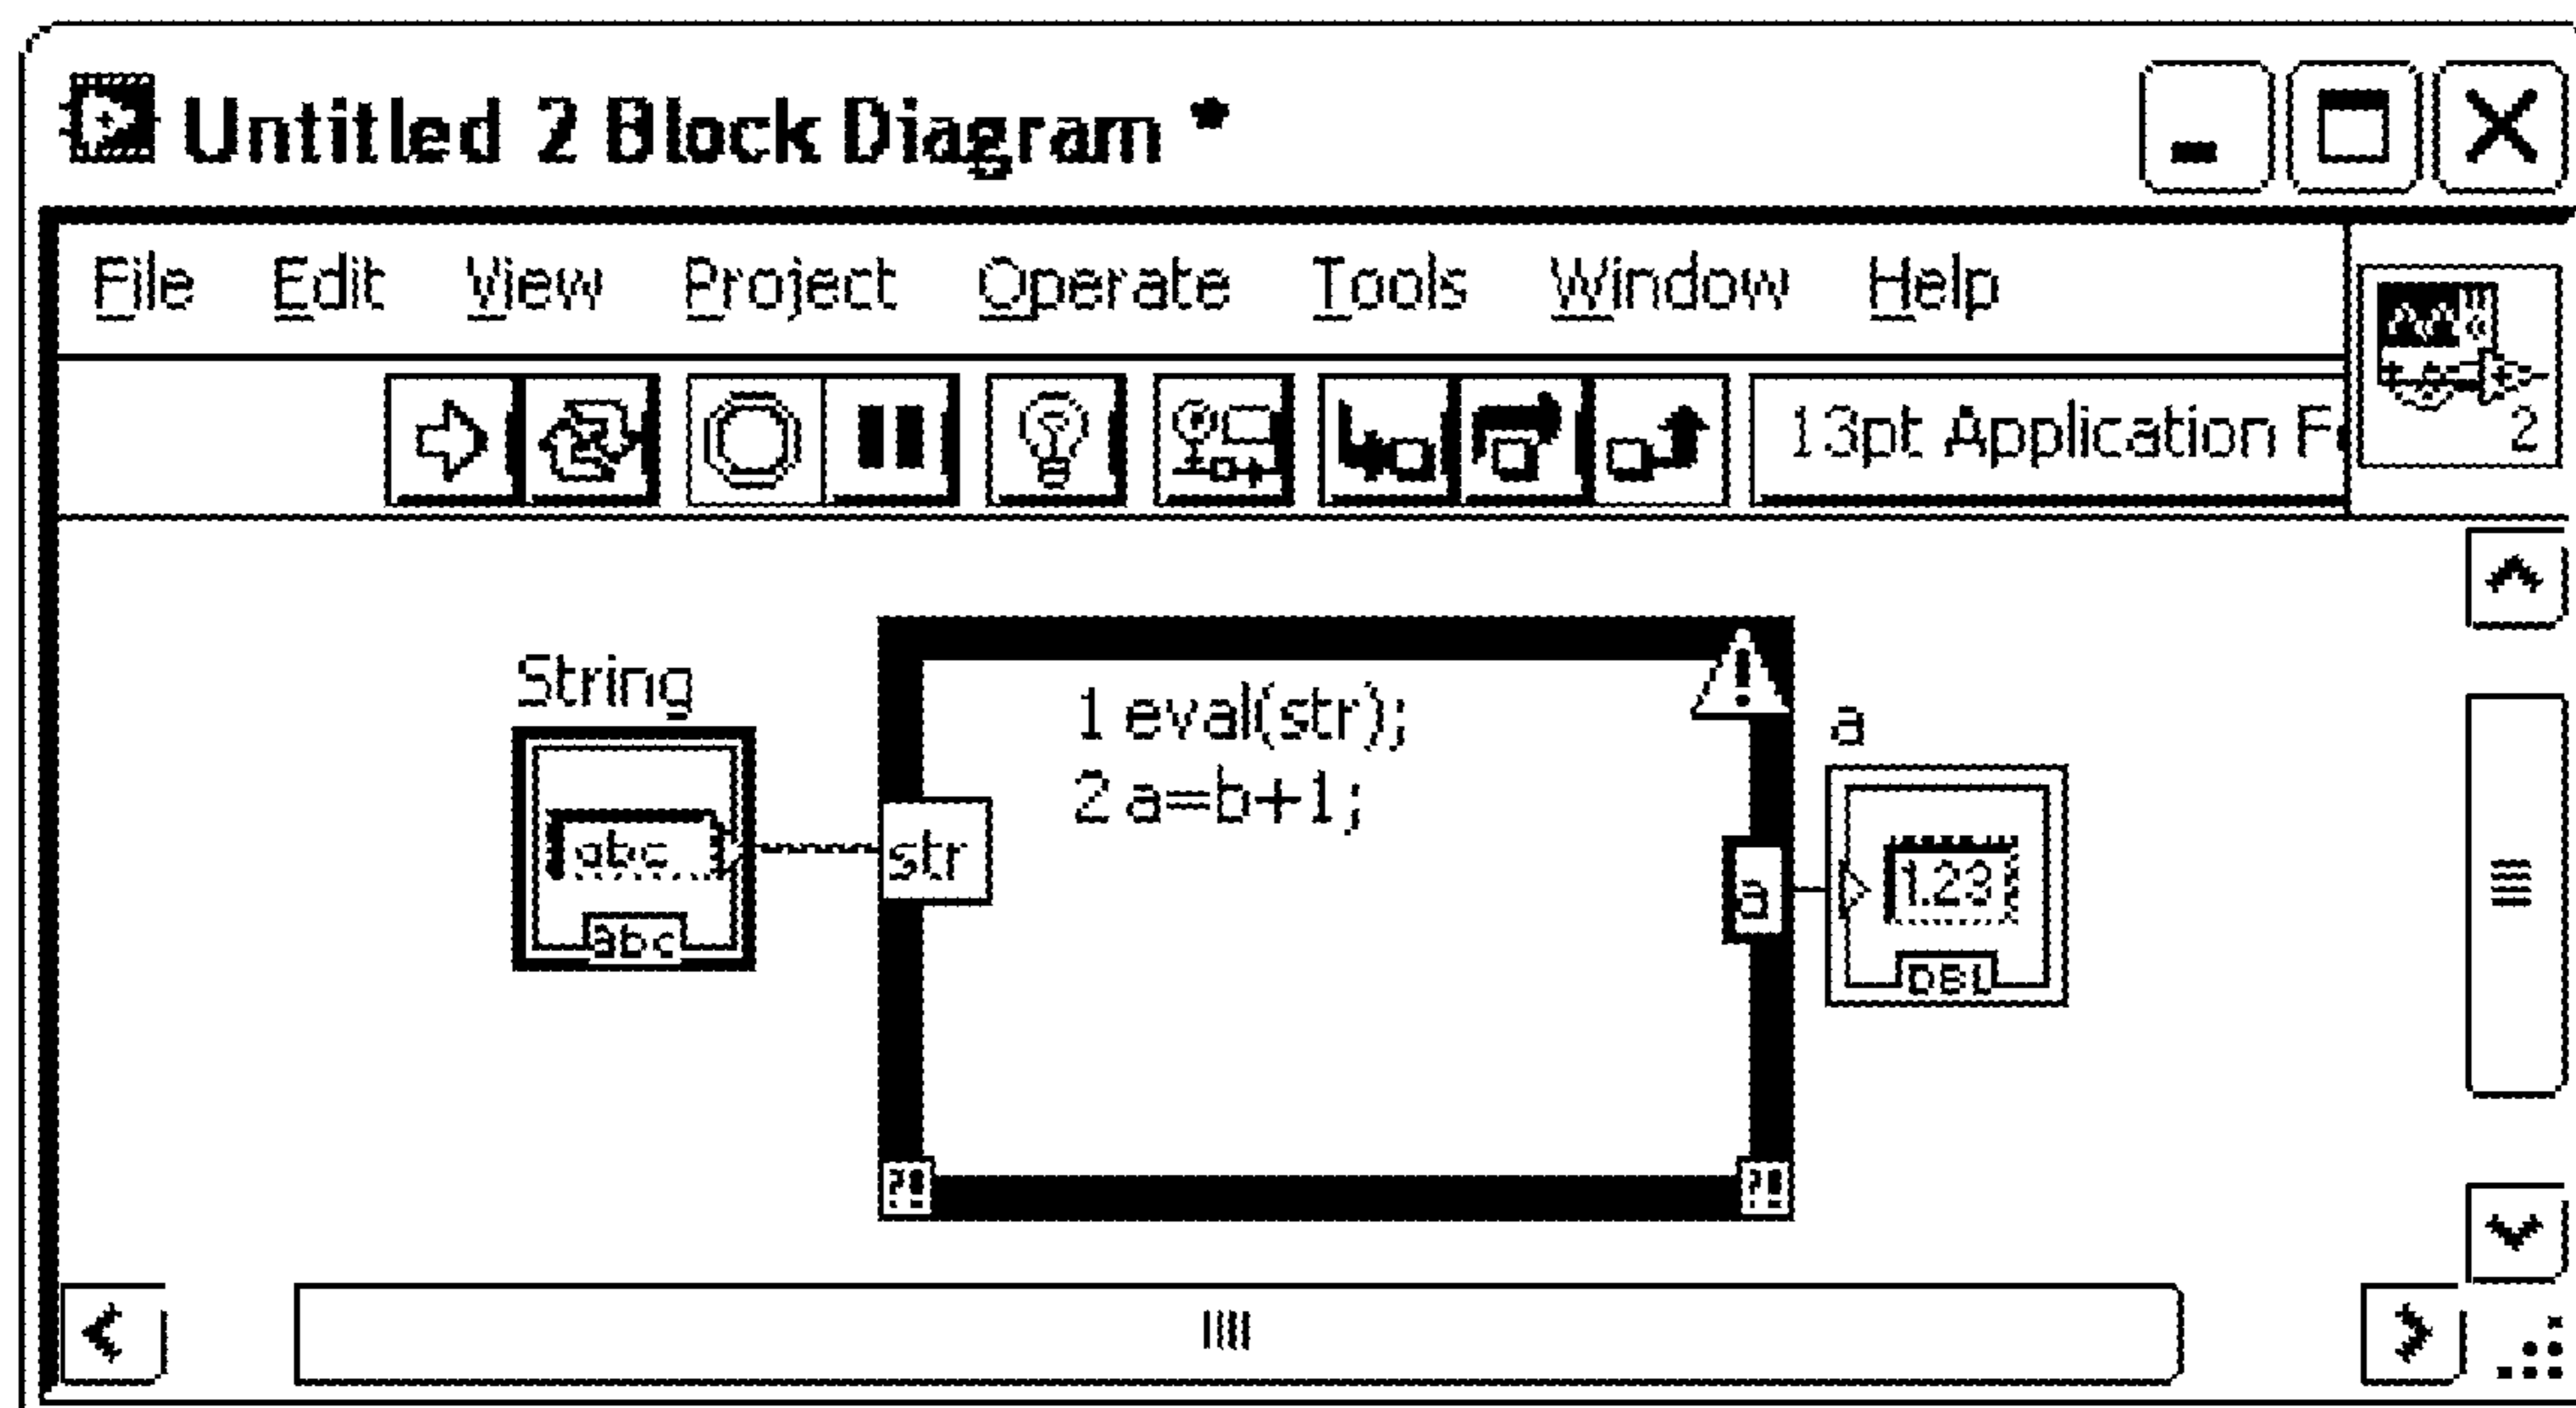 Untitled 2 Block Diagram *
File Edit View Project Operate Tools Window Help
13pt Application F
2
String
1 eval(str);
2 a=b+1;
a
abc
str
abc
a
1.23
DBL
?!
?!